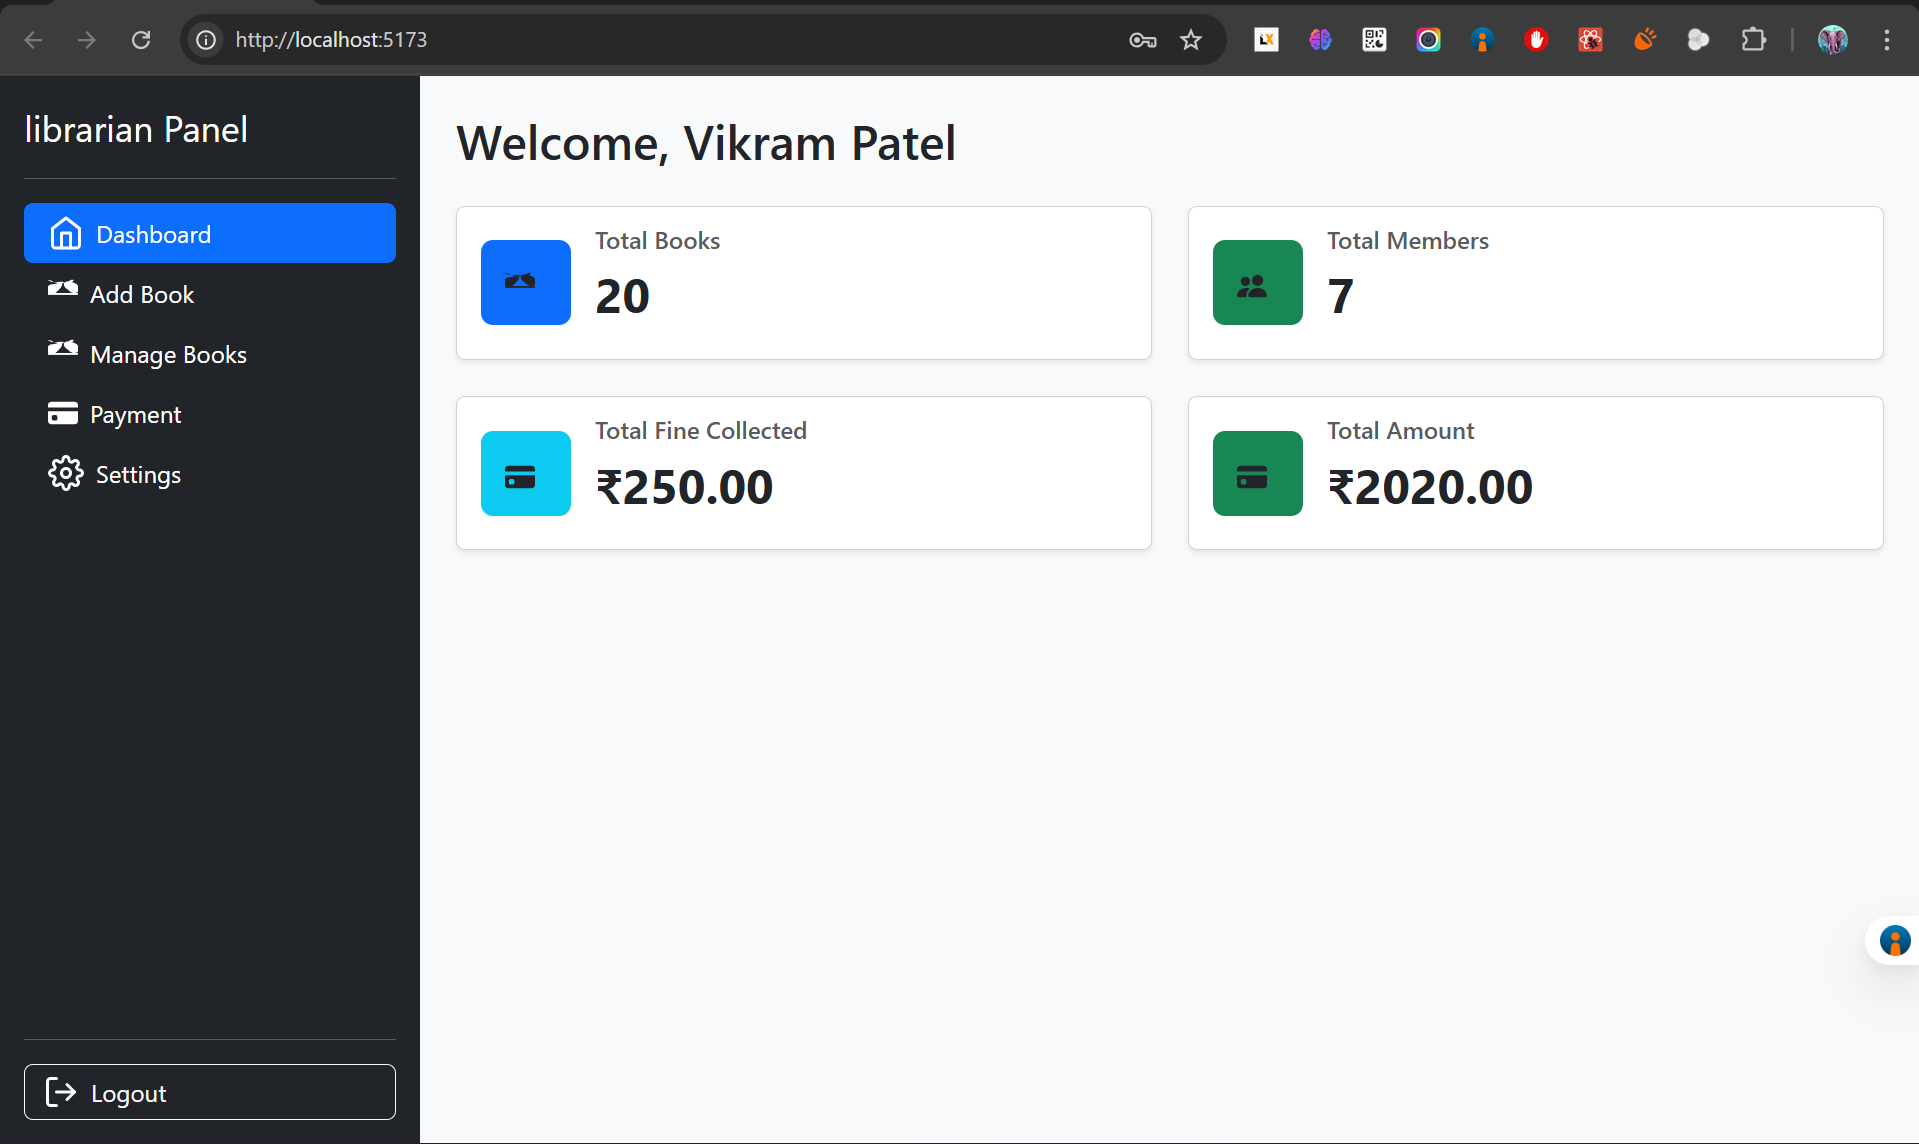 http://localhost:5173
librarian Panel
Dashboard
Add Book
Manage Books
Payment
Settings
Logout
Welcome, Vikram Patel
Total Books
20
Total Members
7
Total Fine Collected
₹250.00
Total Amount
₹2020.00